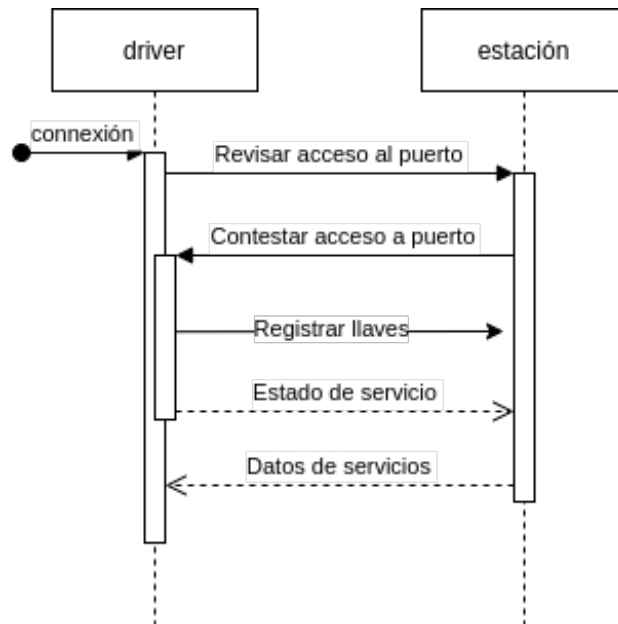 driver
estación
connexión
Revisar acceso al puerto
Contestar acceso a puerto
Registrar llaves
Estado de servicio
Datos de servicios